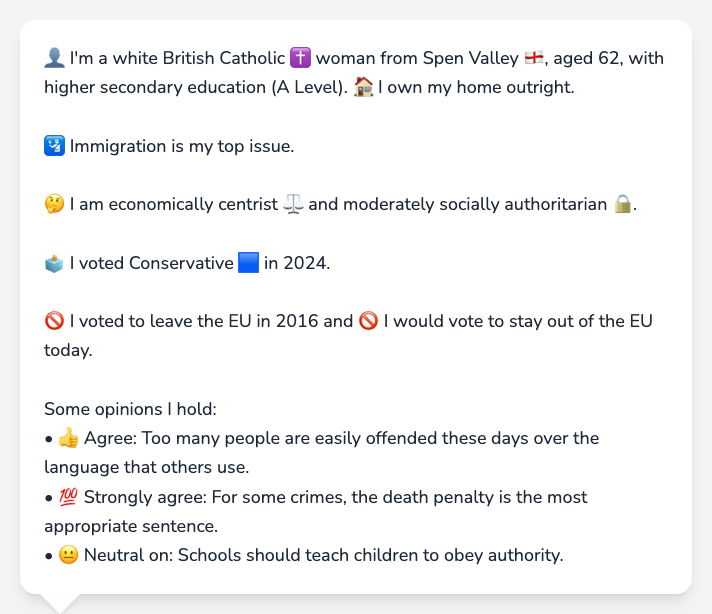 👤 I'm a white British Catholic ✝️ woman from Spen Valley 🏴󠁧󠁢󠁥󠁮󠁧󠁿, aged 62, with
higher secondary education (A Level). 🏠 I own my home outright.
🛂 Immigration is my top issue.
🤔 I am economically centrist ⚖️ and moderately socially authoritarian 🔒.
🗳️ I voted Conservative 🟦 in 2024.
🚫 I voted to leave the EU in 2016 and 🚫 I would vote to stay out of the EU
today.
Some opinions I hold:
• 👍 Agree: Too many people are easily offended these days over the
language that others use.
• 💯 Strongly agree: For some crimes, the death penalty is the most
appropriate sentence.
• 😐 Neutral on: Schools should teach children to obey authority.